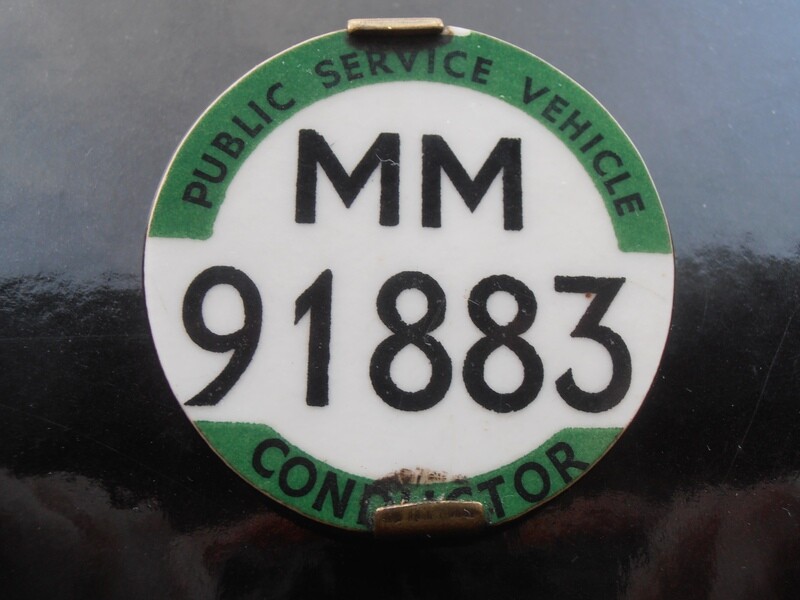 PUBLIC SERVICE VEHICLE
MM
91883
CONDUCTOR